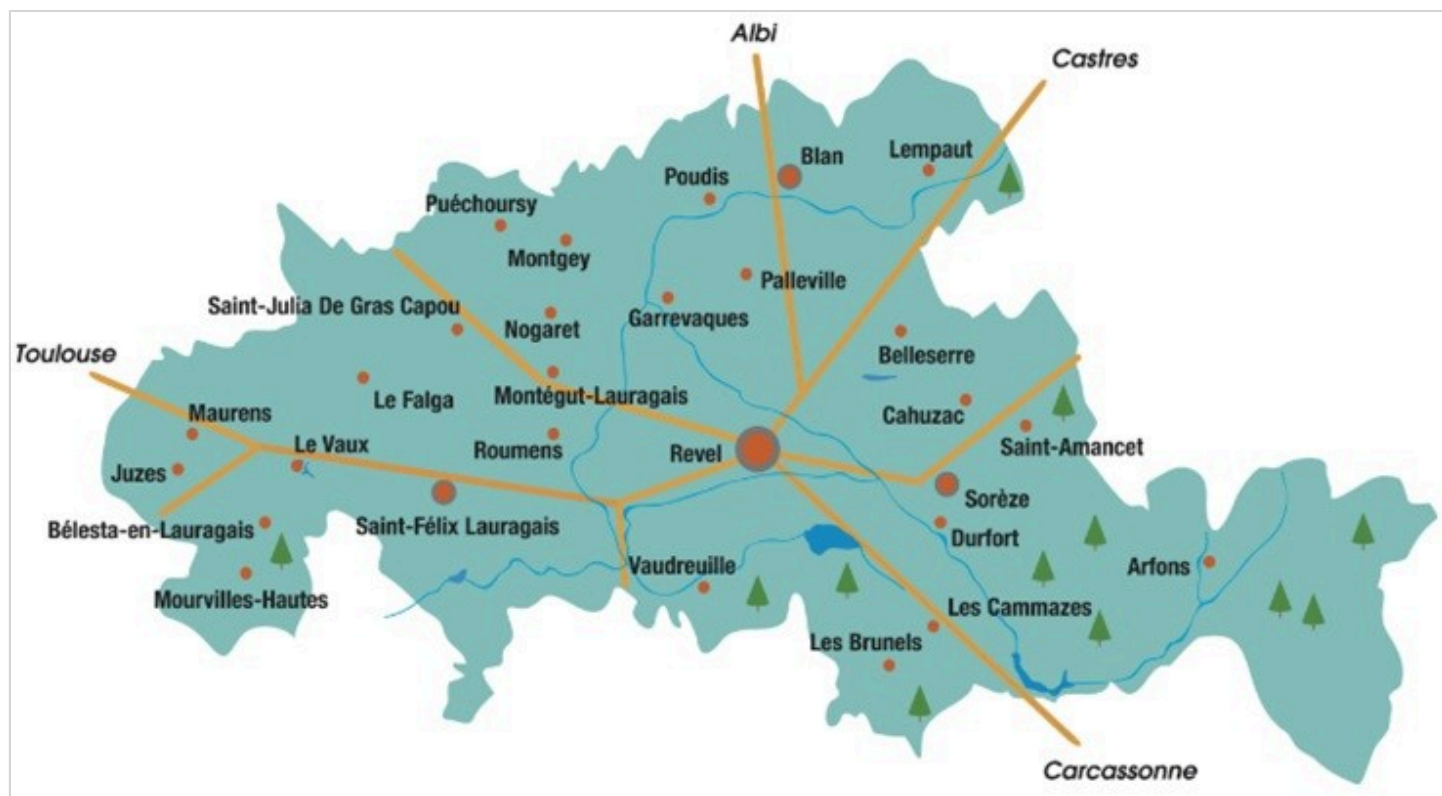 Albi
Castres
Blan
Lempaut
Poudis
Puéchoursy
Montgey
Palleville
Saint-Julia De Gras Capou
Nogaret
Garrevaques
Toulouse
Belleserre
Le Falga
Montégut-Lauragais
Maurens
Cahuzac
Le Vaux
Roumens
Revel
Saint-Amancet
Juzes
Sorèze
Bélesta-en-Lauragais
Saint-Félix Lauragais
Durfort
Vaudreuille
Arfons
Mourvilles-Hautes
Les Cammazes
Les Brunels
Carcassonne